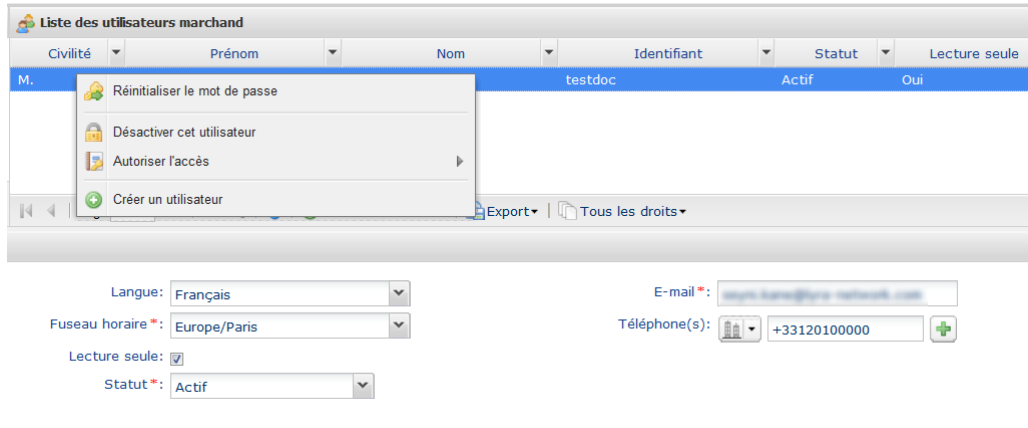 Liste des utilisateurs marchand
Civilité Prénom Nom Identifiant Statut Lecture seule
M. testdoc Actif Oui
Réinitialiser le mot de passe
Désactiver cet utilisateur
Autoriser l'accès
Créer un utilisateur
Export Tous les droits
Langue: Français E-mail*:
Fuseau horaire*: Europe/Paris Téléphone(s): +33120100000
Lecture seule:
Statut*: Actif